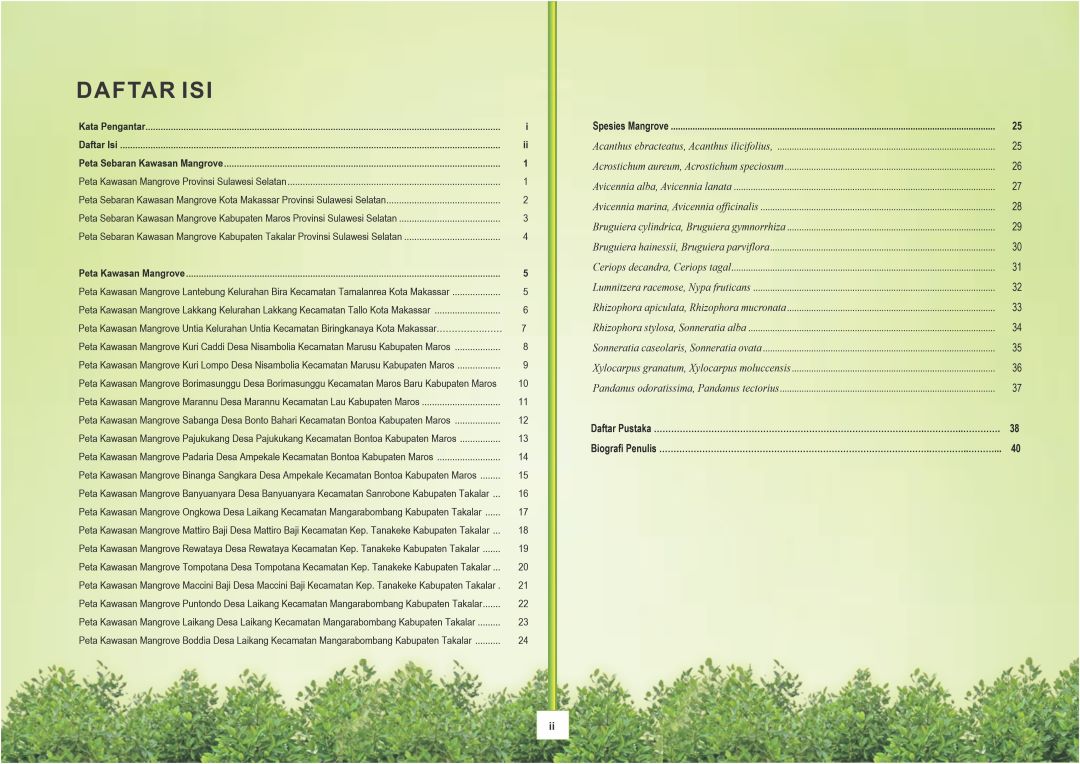 DAFTAR ISI
Kata Pengantar.......... i
Daftar Isi .......... ii
Peta Sebaran Kawasan Mangrove.......... 1
Peta Kawasan Mangrove Provinsi Sulawesi Selatan.......... 1
Peta Sebaran Kawasan Mangrove Kota Makassar Provinsi Sulawesi Selatan.......... 2
Peta Sebaran Kawasan Mangrove Kabupaten Maros Provinsi Sulawesi Selatan .......... 3
Peta Sebaran Kawasan Mangrove Kabupaten Takalar Provinsi Sulawesi Selatan .......... 4
Peta Kawasan Mangrove.......... 5
Peta Kawasan Mangrove Lantebung Kelurahan Bira Kecamatan Tamalanrea Kota Makassar .......... 5
Peta Kawasan Mangrove Lakkang Kelurahan Lakkang Kecamatan Tallo Kota Makassar .......... 6
Peta Kawasan Mangrove Untia Kelurahan Untia Kecamatan Biringkanaya Kota Makassar.......... 7
Peta Kawasan Mangrove Kuri Caddi Desa Nisambolia Kecamatan Marusu Kabupaten Maros .......... 8
Peta Kawasan Mangrove Kuri Lompo Desa Nisambolia Kecamatan Marusu Kabupaten Maros .......... 9
Peta Kawasan Mangrove Borimasunggu Desa Borimasunggu Kecamatan Maros Baru Kabupaten Maros 10
Peta Kawasan Mangrove Marannu Desa Marannu Kecamatan Lau Kabupaten Maros .......... 11
Peta Kawasan Mangrove Sabanga Desa Bonto Bahari Kecamatan Bontoa Kabupaten Maros .......... 12
Peta Kawasan Mangrove Pajukukang Desa Pajukukang Kecamatan Bontoa Kabupaten Maros .......... 13
Peta Kawasan Mangrove Padaria Desa Ampekale Kecamatan Bontoa Kabupaten Maros .......... 14
Peta Kawasan Mangrove Binanga Sangkara Desa Ampekale Kecamatan Bontoa Kabupaten Maros ........ 15
Peta Kawasan Mangrove Banyuanyara Desa Banyuanyara Kecamatan Sanrobone Kabupaten Takalar ... 16
Peta Kawasan Mangrove Ongkowa Desa Laikang Kecamatan Mangarabombang Kabupaten Takalar ...... 17
Peta Kawasan Mangrove Mattiro Baji Desa Mattiro Baji Kecamatan Kep. Tanakeke Kabupaten Takalar ... 18
Peta Kawasan Mangrove Rewataya Desa Rewataya Kecamatan Kep. Tanakeke Kabupaten Takalar ....... 19
Peta Kawasan Mangrove Tompotana Desa Tompotana Kecamatan Kep. Tanakeke Kabupaten Takalar ... 20
Peta Kawasan Mangrove Maccini Baji Desa Maccini Baji Kecamatan Kep. Tanakeke Kabupaten Takalar . 21
Peta Kawasan Mangrove Puntondo Desa Laikang Kecamatan Mangarabombang Kabupaten Takalar....... 22
Peta Kawasan Mangrove Laikang Desa Laikang Kecamatan Mangarabombang Kabupaten Takalar ......... 23
Peta Kawasan Mangrove Boddia Desa Laikang Kecamatan Mangarabombang Kabupaten Takalar .......... 24
Spesies Mangrove .......... 25
Acanthus ebracteatus, Acanthus ilicifolius, .......... 25
Acrostichum aureum, Acrostichum speciosum.......... 26
Avicennia alba, Avicennia lanata .......... 27
Avicennia marina, Avicennia officinalis .......... 28
Bruguiera cylindrica, Bruguiera gymnorrhiza .......... 29
Bruguiera hainessii, Bruguiera parviflora.......... 30
Ceriops decandra, Ceriops tagal.......... 31
Lumnitzera racemose, Nypa fruticans .......... 32
Rhizophora apiculata, Rhizophora mucronata.......... 33
Rhizophora stylosa, Sonneratia alba .......... 34
Sonneratia caseolaris, Sonneratia ovata.......... 35
Xylocarpus granatum, Xylocarpus moluccensis.......... 36
Pandanus odoratissima, Pandanus tectorius.......... 37
Daftar Pustaka .......... 38
Biografi Penulis .......... 40
ii